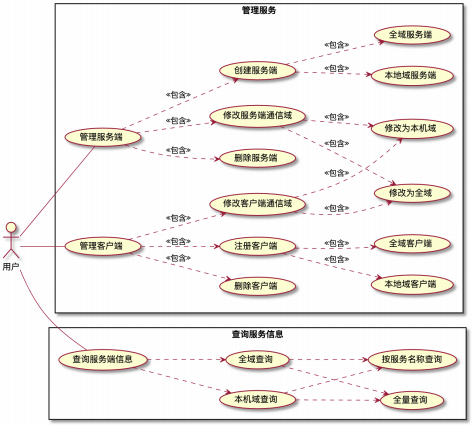 管理服务
全域服务端
«包含»
创建服务端
«包含»
本地域服务端
«包含»
修改服务端通信域
«包含»
管理服务端
«包含»
修改为本机域
«包含»
«包含»
删除服务端
«包含»
修改为全域
修改客户端通信域
«包含»
«包含»
管理客户端
«包含»
注册客户端
«包含»
全域客户端
«包含»
«包含»
删除客户端
本地域客户端
用户
查询服务信息
查询服务端信息
全域查询
按服务名称查询
本机域查询
全量查询